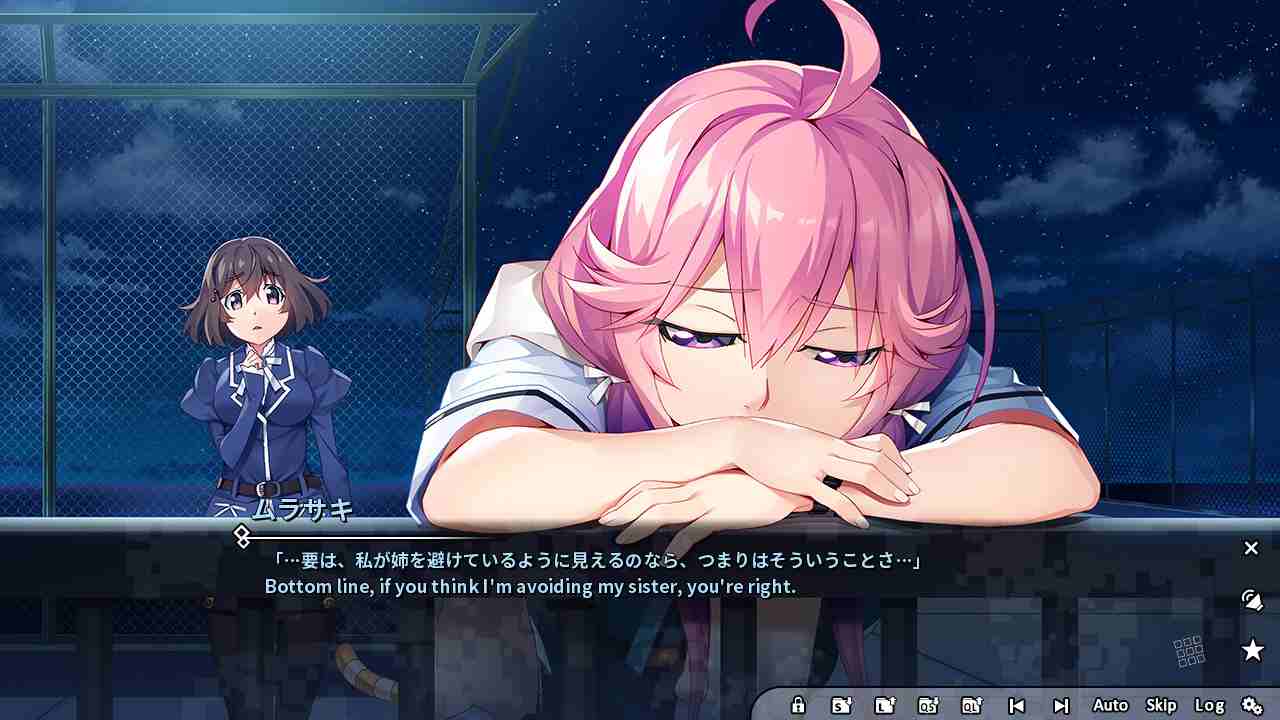 ムラサキ
「…要は、私が姉を避けているように見えるのなら、つまりはそういうことさ…」
Bottom line, if you think I'm avoiding my sister, you're right.
S L QS QL Auto Skip Log